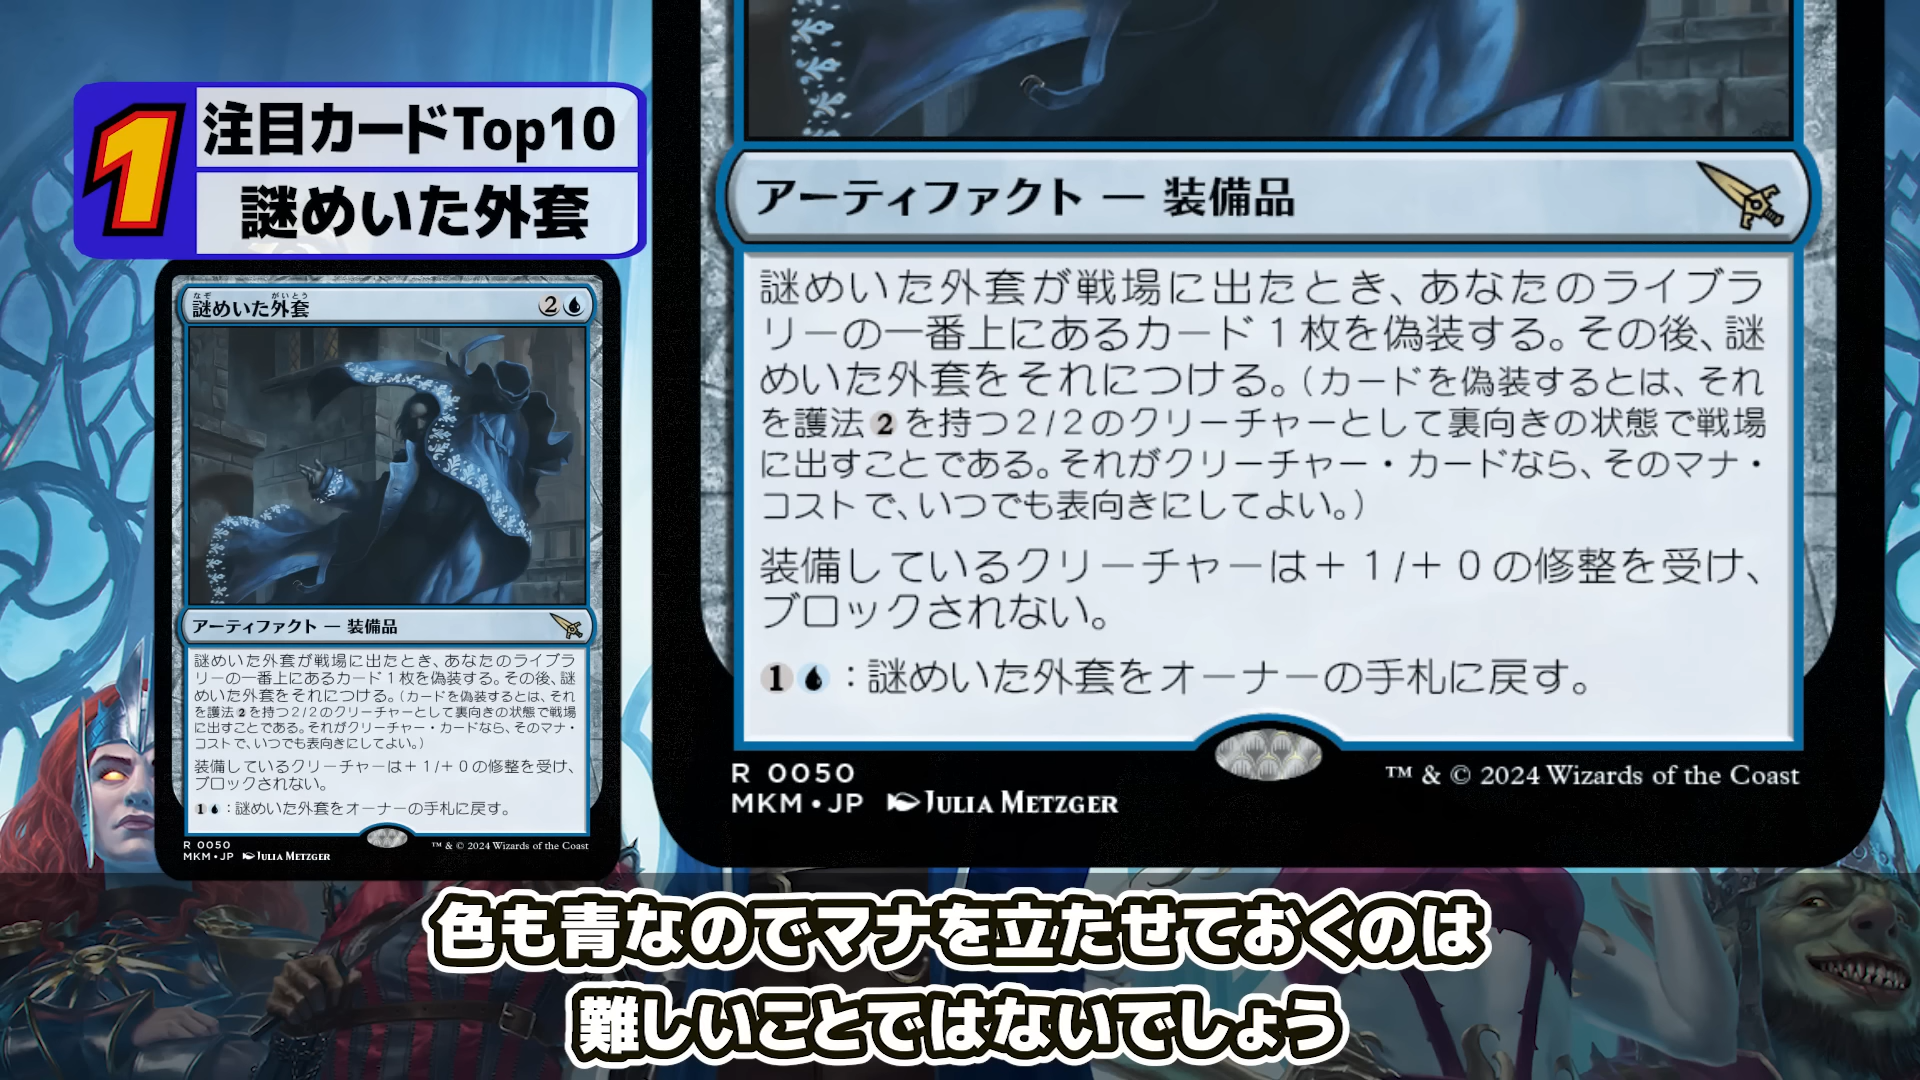 1
注目カードTop10
謎めいた外套
なぞ がいとう
謎めいた外套 2
アーティファクト — 装備品
謎めいた外套が戦場に出たとき、あなたのライブラ
リーの一番上にあるカード1枚を偽装する。その後、謎
めいた外套をそれにつける。(カードを偽装するとは、それ
を護法2を持つ2/2のクリーチャーとして裏向きの状態で戦場
に出すことである。それがクリーチャー・カードなら、そのマナ・
コストで、いつでも表向きにしてよい。)
装備しているクリーチャーは+1/+0の修整を受け、
ブロックされない。
1:謎めいた外套をオーナーの手札に戻す。
R 0050
MKM•JP JULIA METZGER
™ & © 2024 Wizards of the Coast
アーティファクト — 装備品
謎めいた外套が戦場に出たとき、あなたのライブラ
リーの一番上にあるカード1枚を偽装する。その後、謎
めいた外套をそれにつける。(カードを偽装するとは、それ
を護法2を持つ2/2のクリーチャーとして裏向きの状態で戦場
に出すことである。それがクリーチャー・カードなら、そのマナ・
コストで、いつでも表向きにしてよい。)
装備しているクリーチャーは+1/+0の修整を受け、
ブロックされない。
1:謎めいた外套をオーナーの手札に戻す。
R 0050
MKM•JP JULIA METZGER
™ & © 2024 Wizards of the Coast
色も青なのでマナを立たせておくのは
難しいことではないでしょう